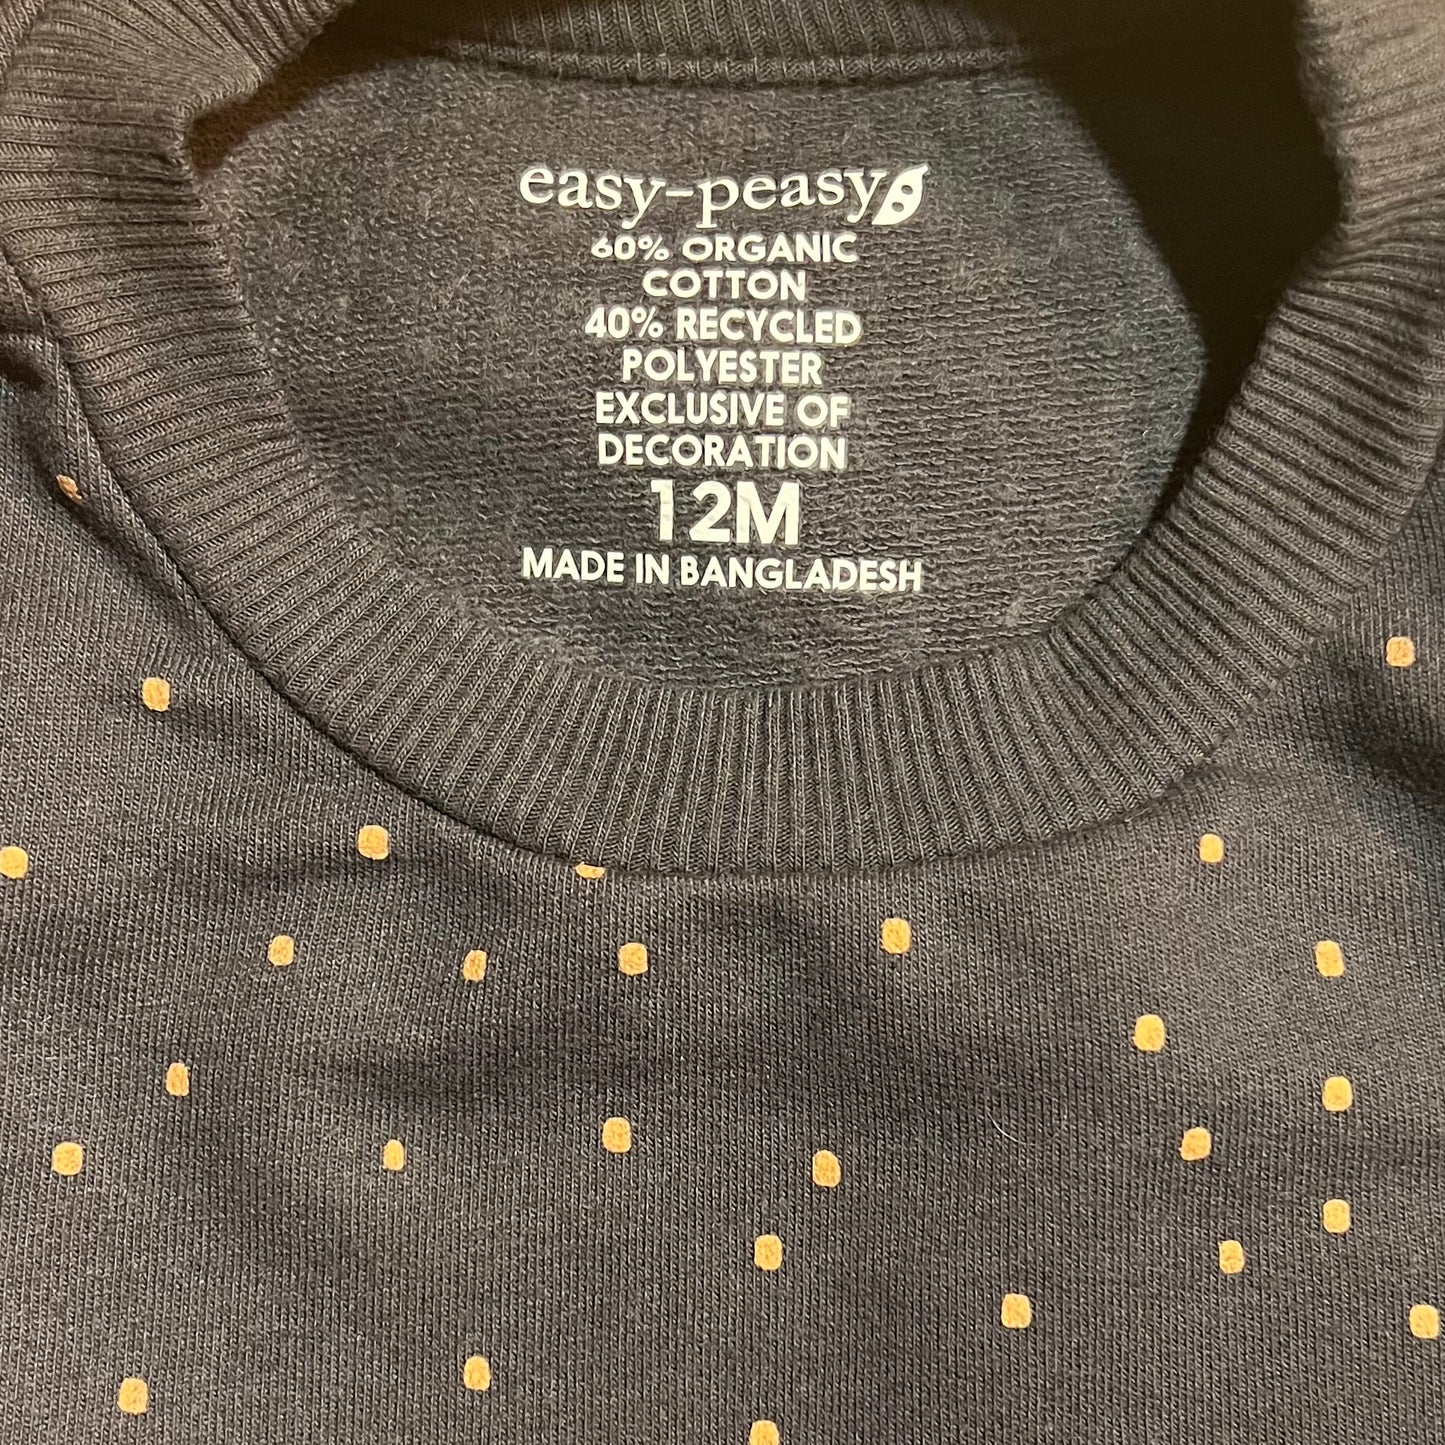 easy-peasy
60% ORGANIC
COTTON
40% RECYCLED
POLYESTER
EXCLUSIVE OF
DECORATION
12M
MADE IN BANGLADESH